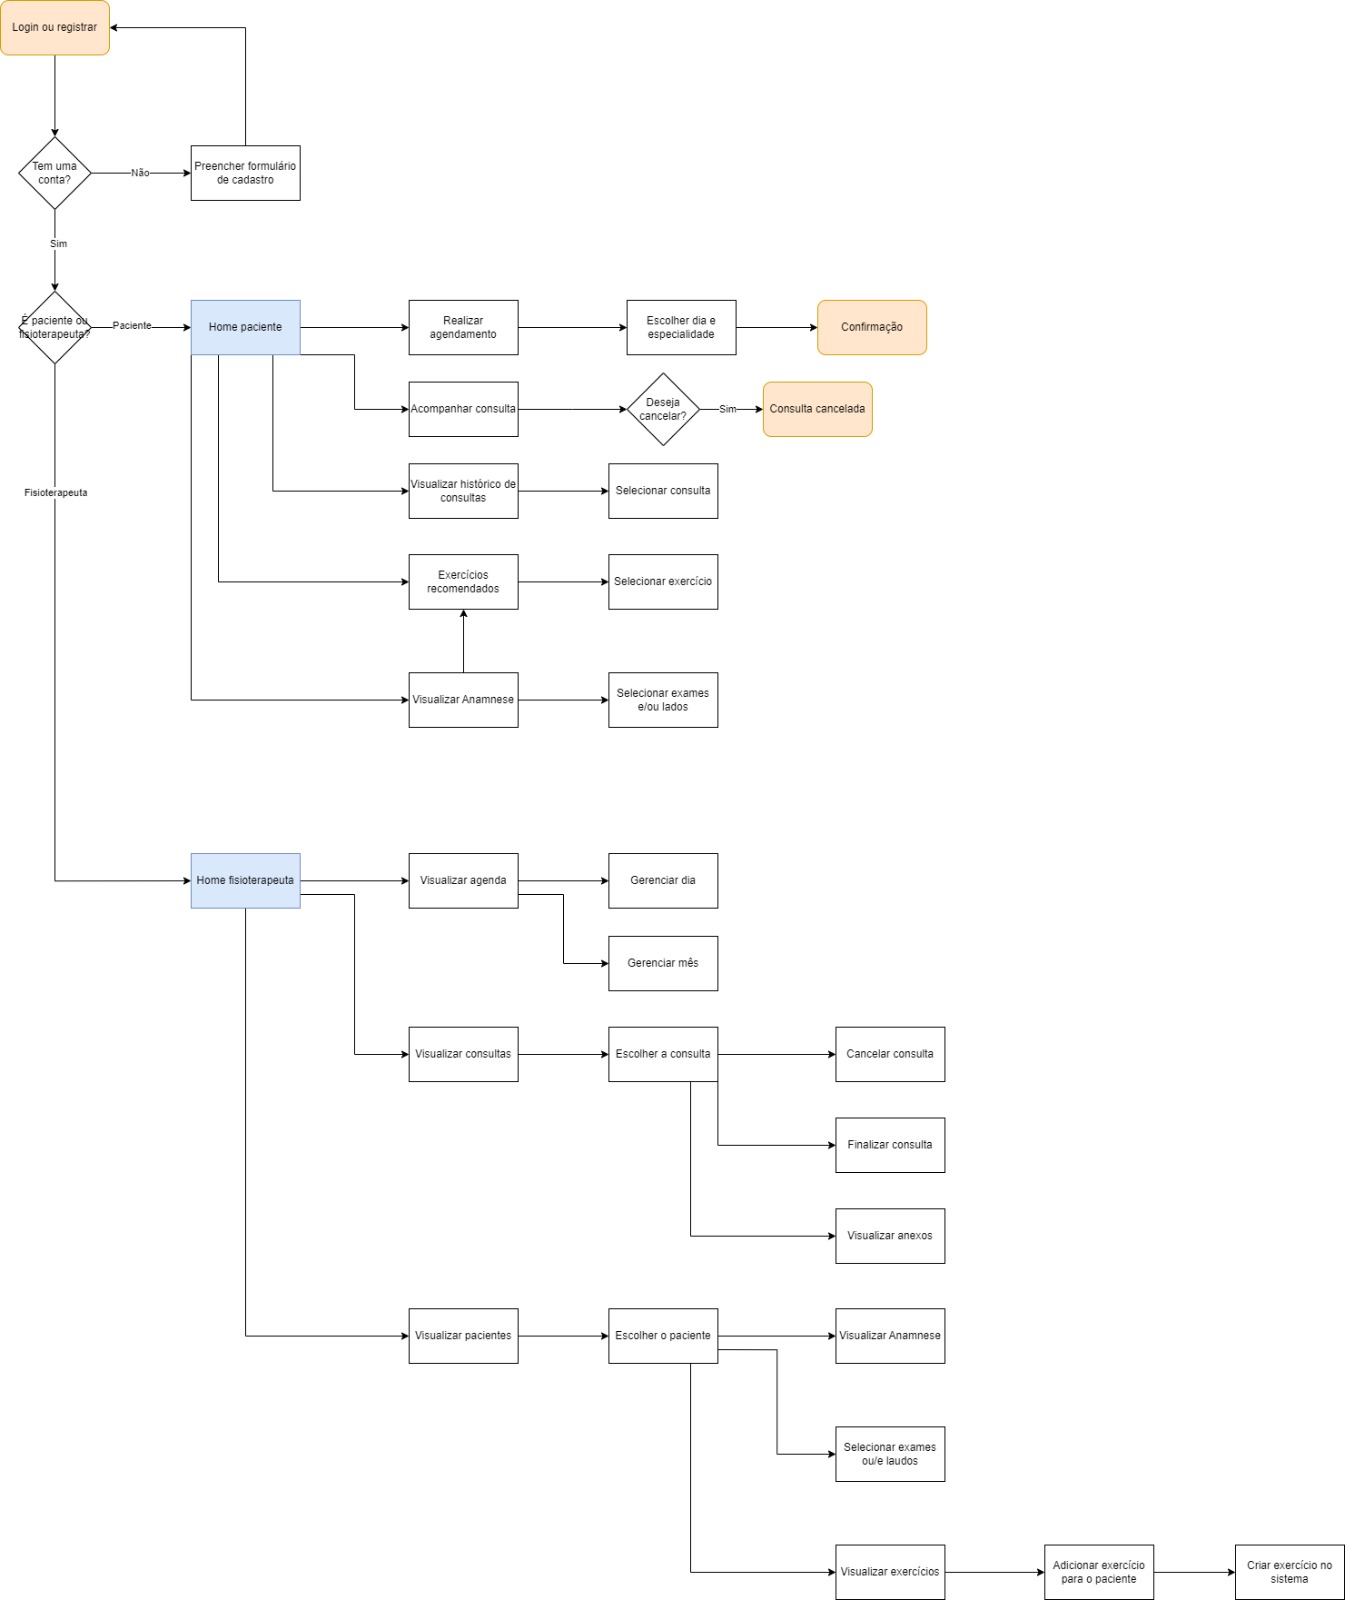 Login ou registrar
Tem uma
conta?
Não
Preencher formulário
de cadastro
Sim
É paciente ou
fisioterapeuta?
Paciente
Home paciente
Realizar
agendamento
Escolher dia e
especialidade
Confirmação
Acompanhar consulta
Deseja
cancelar?
Sim
Consulta cancelada
Visualizar histórico de
consultas
Selecionar consulta
Fisioterapeuta
Exercícios
recomendados
Selecionar exercício
Visualizar Anamnese
Selecionar exames
e/ou lados
Home fisioterapeuta
Visualizar agenda
Gerenciar dia
Gerenciar mês
Visualizar consultas
Escolher a consulta
Cancelar consulta
Finalizar consulta
Visualizar anexos
Visualizar pacientes
Escolher o paciente
Visualizar Anamnese
Selecionar exames
ou/e laudos
Visualizar exercícios
Adicionar exercício
para o paciente
Criar exercício no
sistema